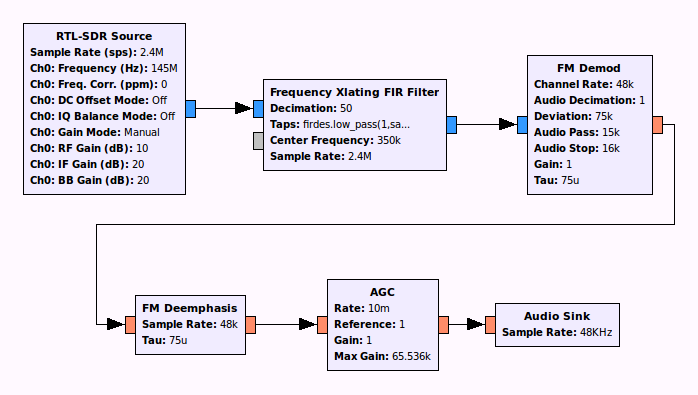 RTL-SDR Source
Sample Rate (sps): 2.4M
Ch0: Frequency (Hz): 145M
Ch0: Freq. Corr. (ppm): 0
Ch0: DC Offset Mode: Off
Ch0: IQ Balance Mode: Off
Ch0: Gain Mode: Manual
Ch0: RF Gain (dB): 10
Ch0: IF Gain (dB): 20
Ch0: BB Gain (dB): 20
Frequency Xlating FIR Filter
Decimation: 50
Taps: firdes.low_pass(1,sa...
Center Frequency: 350k
Sample Rate: 2.4M
FM Demod
Channel Rate: 48k
Audio Decimation: 1
Deviation: 75k
Audio Pass: 15k
Audio Stop: 16k
Gain: 1
Tau: 75u
FM Deemphasis
Sample Rate: 48k
Tau: 75u
AGC
Rate: 10m
Reference: 1
Gain: 1
Max Gain: 65.536k
Audio Sink
Sample Rate: 48KHz